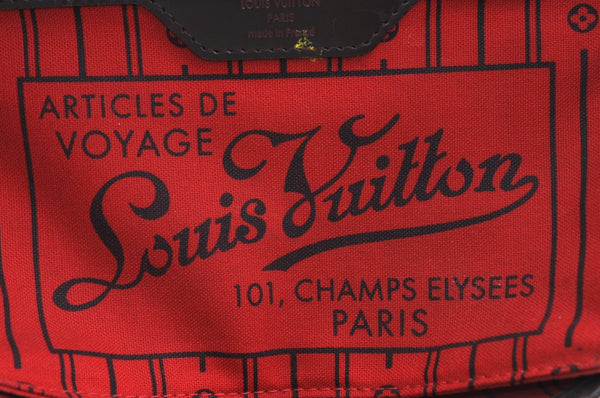 LOUIS VUITTON
PARIS
made in France
ARTICLES DE
VOYAGE
Louis Vuitton
101, CHAMPS ELYSEES
PARIS